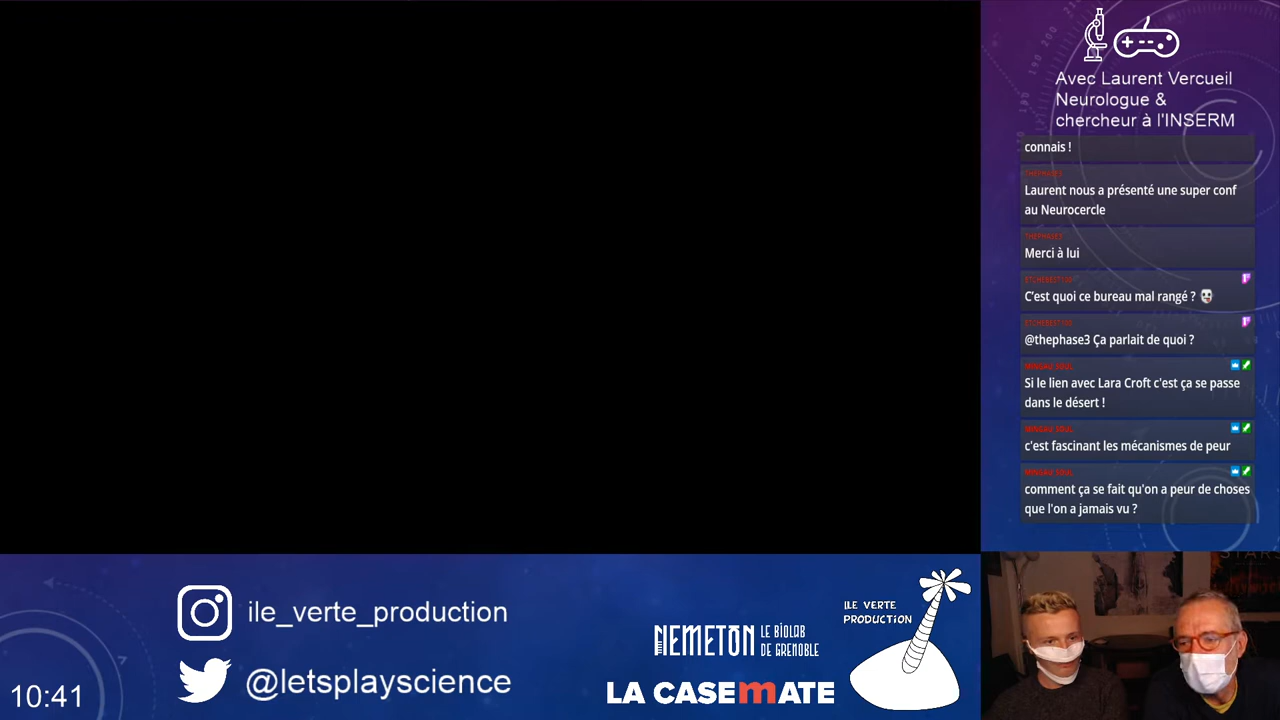 Avec Laurent Vercueil
Neurologue &
chercheur à l'INSERM
connais !
THEPHASE3
Laurent nous a présenté une super conf
au Neurocercle
THEPHASE3
Merci à lui
C'est quoi ce bureau mal rangé ?
@thephase3 Ça parlait de quoi ?
Si le lien avec Lara Croft c'est ça se passe
dans le désert !
c'est fascinant les mécanismes de peur
comment ça se fait qu'on a peur de choses
que l'on a jamais vu ?
ile_verte_production
@letsplayscience
10:41
NEMETON LE BIOLAB
DE GRENOBLE
LA CASEMATE
ILE VERTE
PRODUCTION
STARS